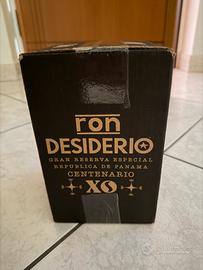 ron
DESIDERIO
GRAN RESERVA ESPECIAL
REPUBLICA DE PANAMA
CENTENARIO
XO